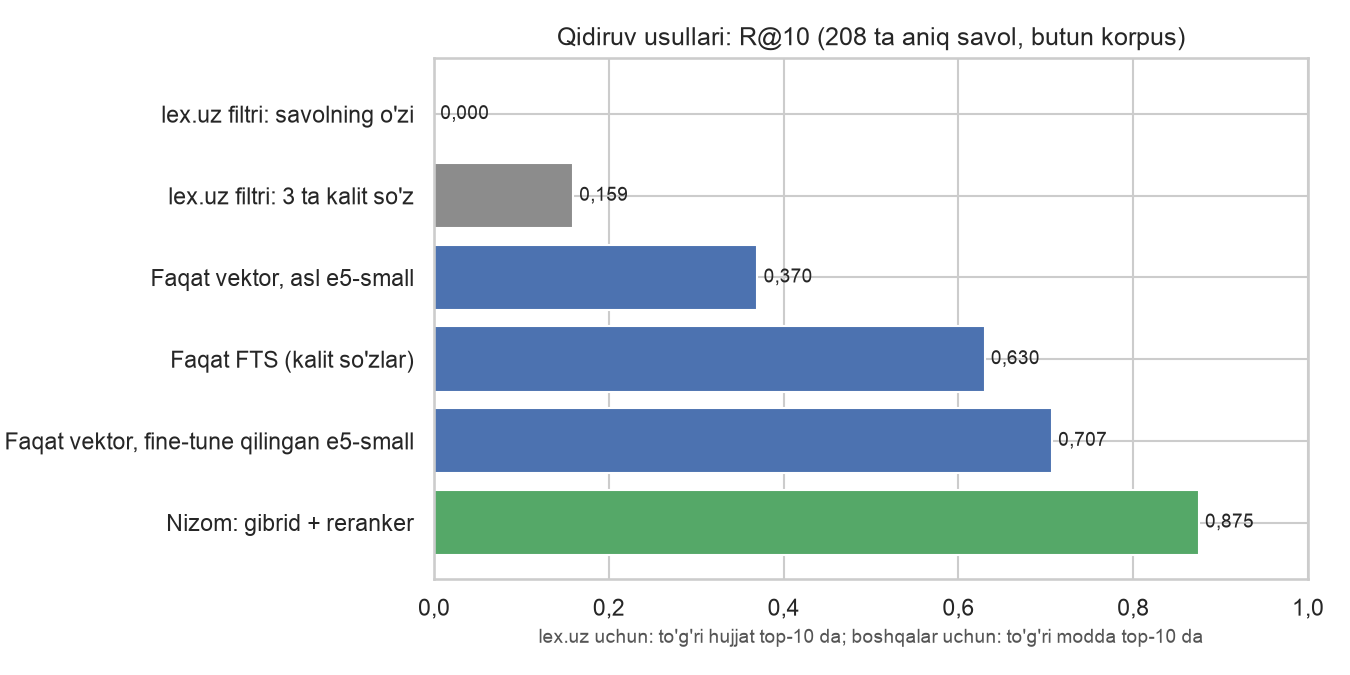 Qidiruv usullari: R@10 (208 ta aniq savol, butun korpus)
lex.uz filtri: savolning o'zi 0,000
lex.uz filtri: 3 ta kalit so'z 0,159
Faqat vektor, asl e5-small 0,370
Faqat FTS (kalit so'zlar) 0,630
Faqat vektor, fine-tune qilingan e5-small 0,707
Nizom: gibrid + reranker 0,875
0,0 0,2 0,4 0,6 0,8 1,0
lex.uz uchun: to'g'ri hujjat top-10 da; boshqalar uchun: to'g'ri modda top-10 da